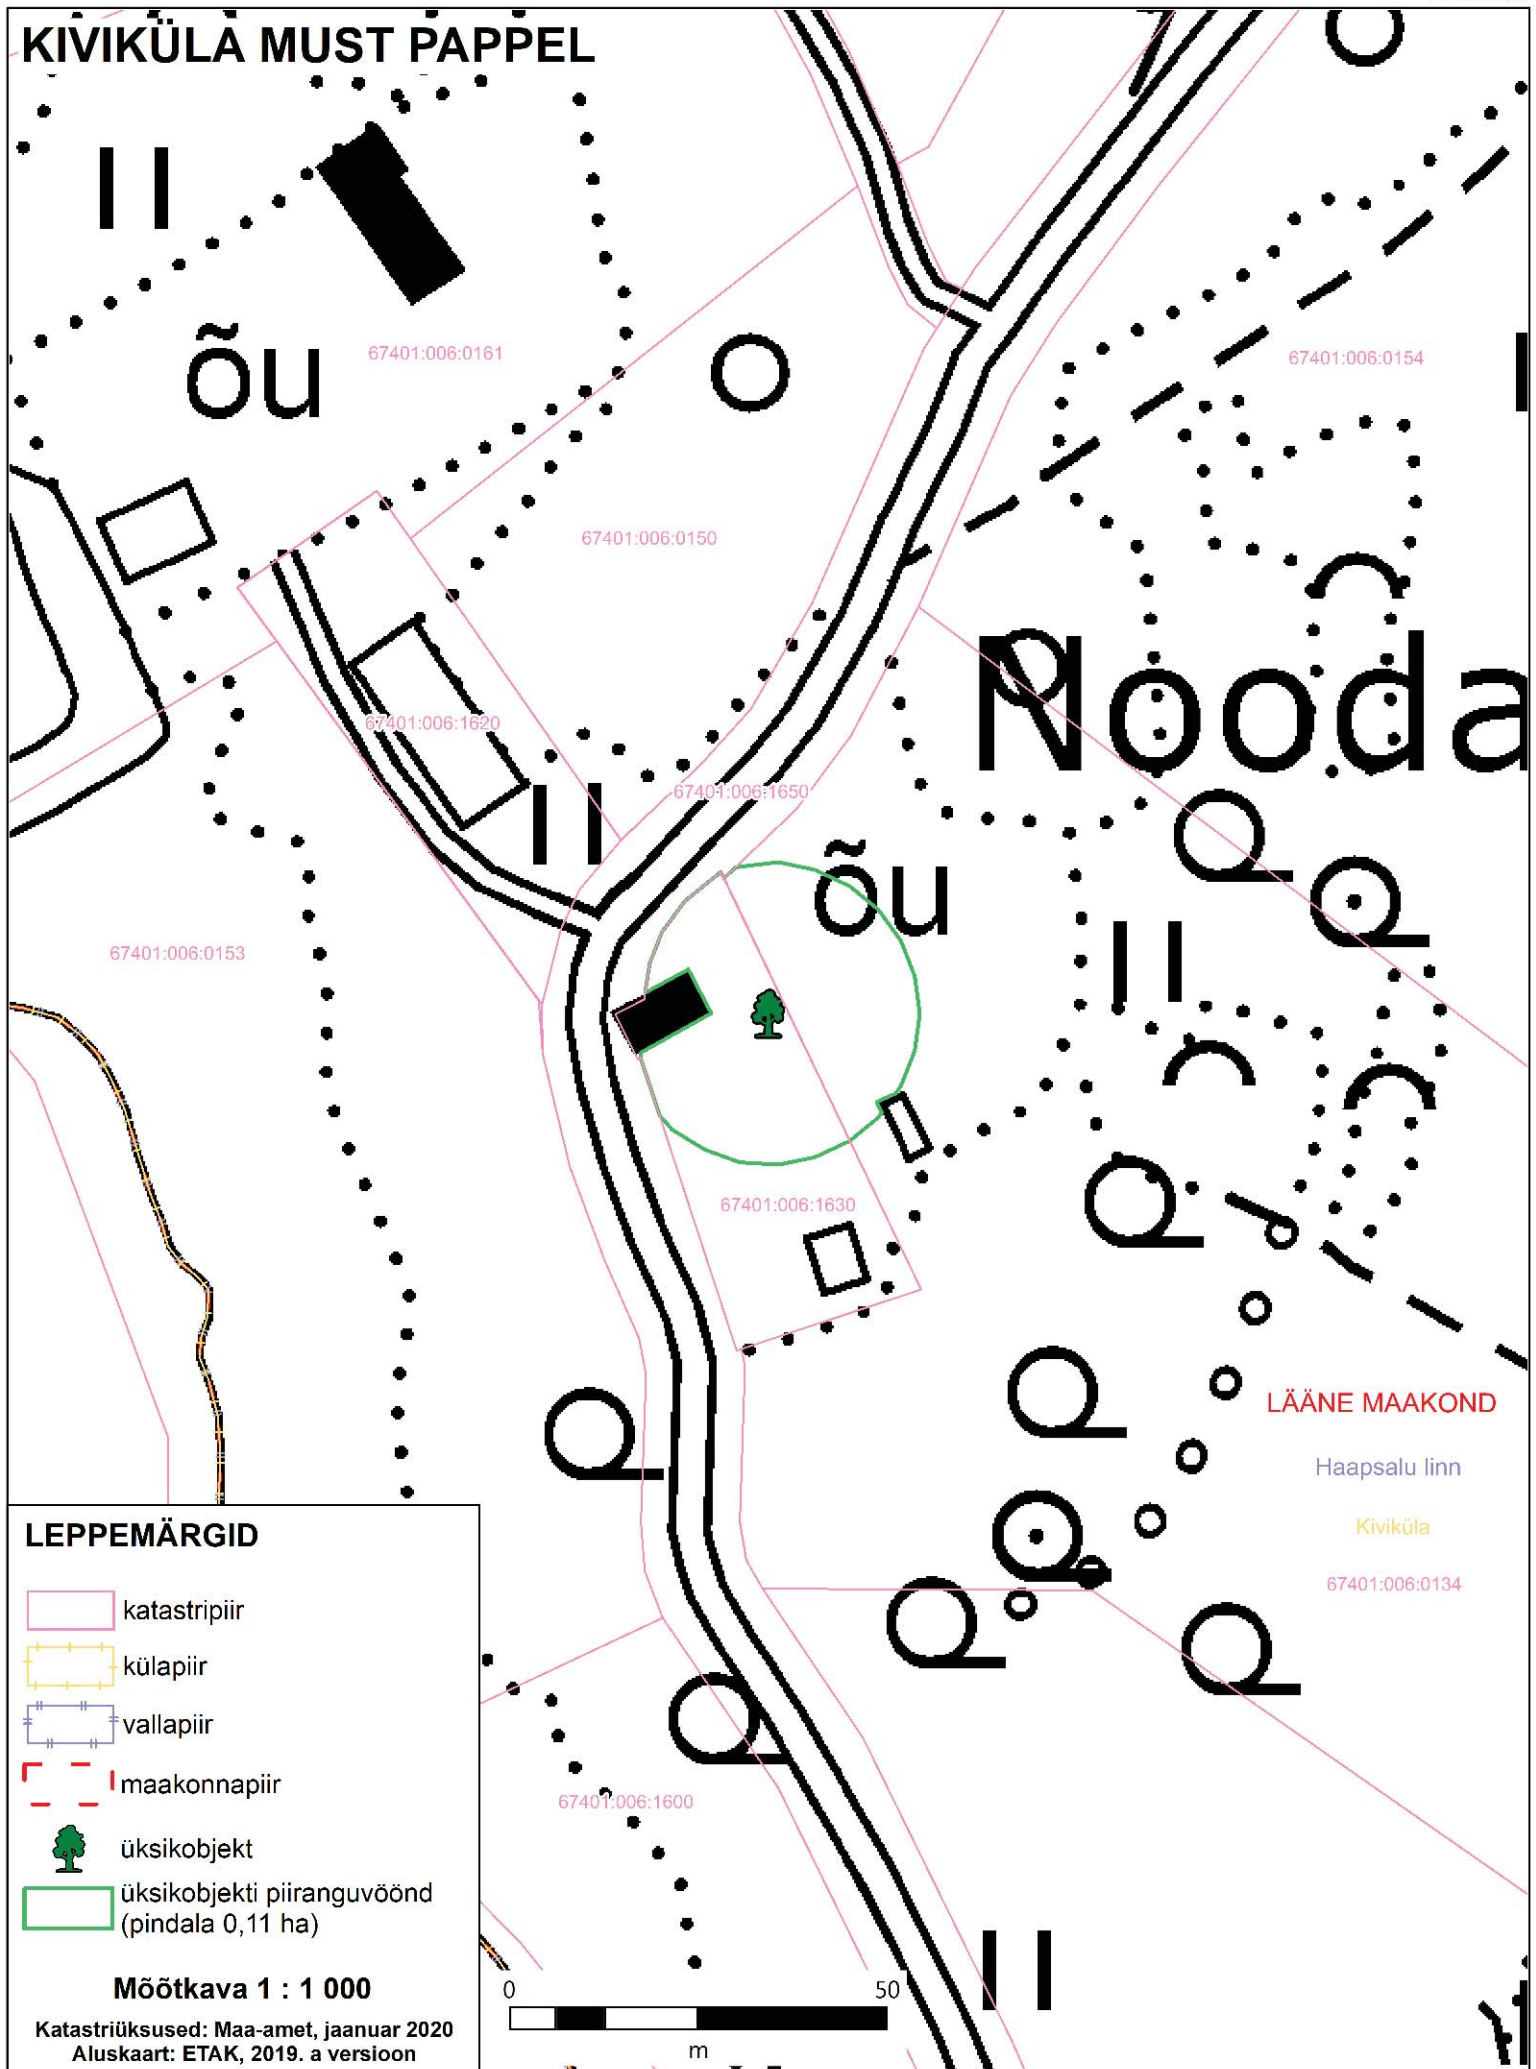 KIVIKÜLA MUST PAPPEL
õu
67401:006:0161
67401:006:0154
67401:006:0150
Nooda
67401:006:1620
67401:006:1650
õu
67401:006:0153
67401:006:1630
LÄÄNE MAAKOND
Haapsalu linn
Kiviküla
67401:006:0134
67401:006:1600
LEPPEMÄRGID
katastripiir
külapiir
vallapiir
maakonnapiir
üksikobjekt
üksikobjekti piiranguvöönd
(pindala 0,11 ha)
Mõõtkava 1 : 1 000
Katastriüksused: Maa-amet, jaanuar 2020
Aluskaart: ETAK, 2019. a versioon
0 50
m